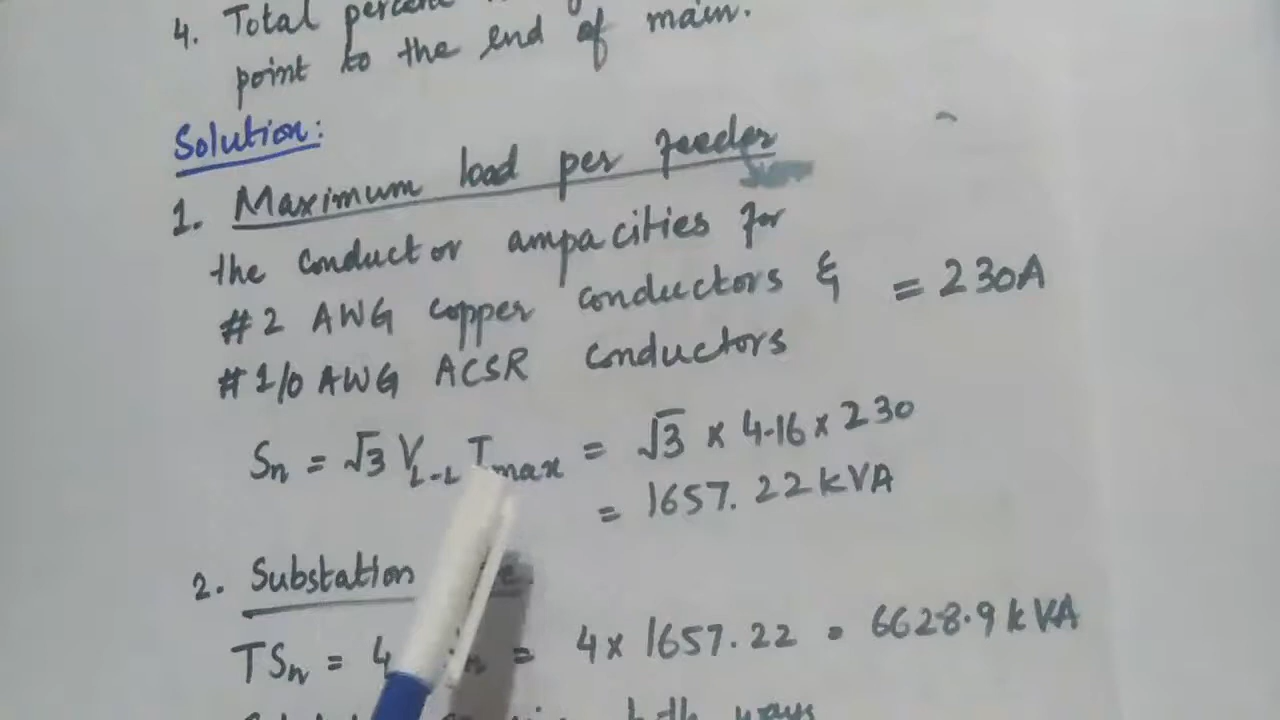 4. Total percent
point to the end of main.
Solution:
1. Maximum load per feeder
the conductor ampacities for
#2 AWG copper conductors & = 230A
#1/0 AWG ACSR conductors
Sn = √3 VL-L Imax = √3 × 4.16 × 230
= 1657.22 kVA
2. Substation
TSn = 4 = 4 × 1657.22 = 6628.9 kVA
ways